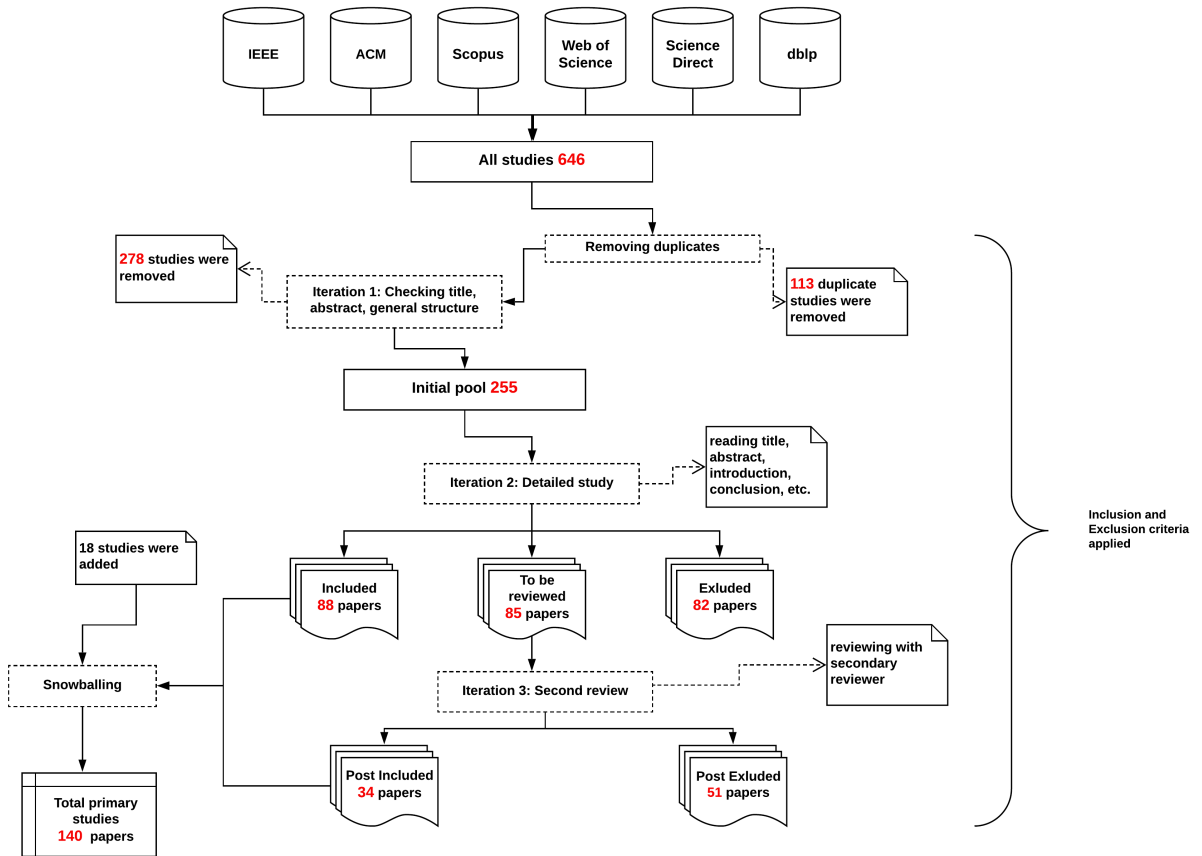 IEEE
ACM
Scopus
Web of
Science
Science
Direct
dblp
All studies 646
Removing duplicates
278 studies were
removed
113 duplicate
studies were
removed
Iteration 1: Checking title,
abstract, general structure
Initial pool 255
reading title,
abstract,
introduction,
conclusion, etc.
Iteration 2: Detailed study
Inclusion and
Exclusion criteria
applied
18 studies were
added
Included
88 papers
To be
reviewed
85 papers
Exluded
82 papers
reviewing with
secondary
reviewer
Snowballing
Iteration 3: Second review
Post Included
34 papers
Post Exluded
51 papers
Total primary
studies
140 papers